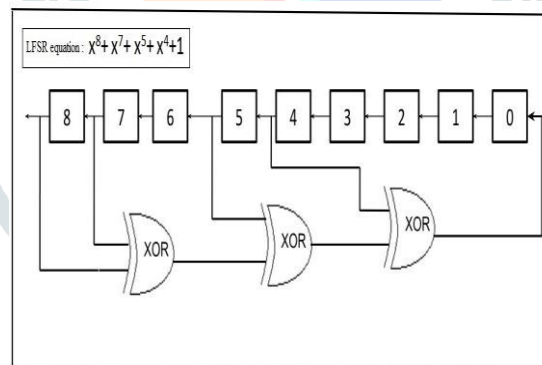 LFSR equation : x⁸+x⁷+x⁵+x⁴+1
8 7 6 5 4 3 2 1 0
XOR XOR XOR